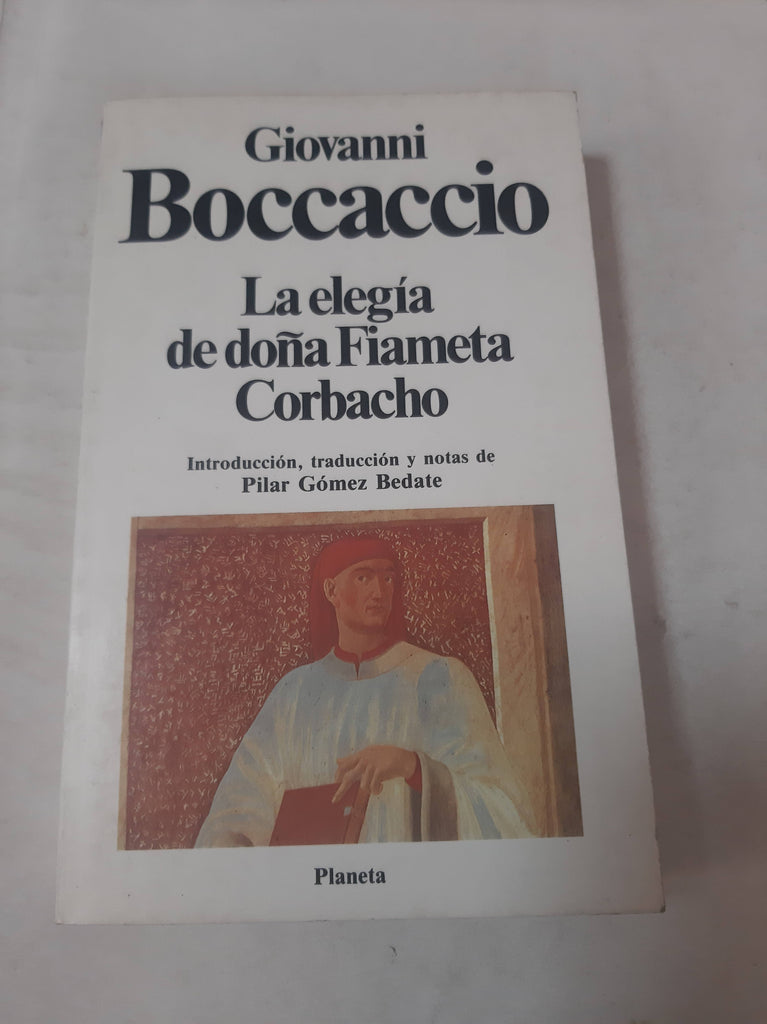 Giovanni
Boccaccio
La elegía
de doña Fiameta
Corbacho
Introducción, traducción y notas de
Pilar Gómez Bedate
Planeta